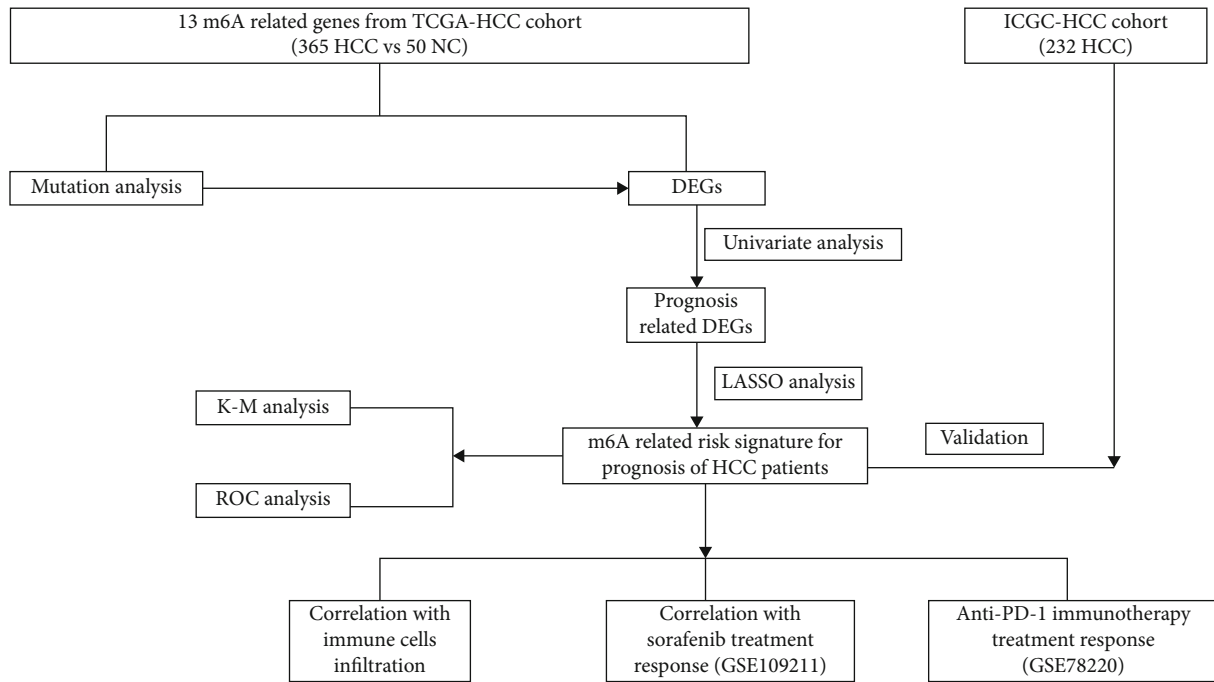 13 m6A related genes from TCGA-HCC cohort
(365 HCC vs 50 NC)
ICGC-HCC cohort
(232 HCC)
Mutation analysis
DEGs
Univariate analysis
Prognosis
related DEGs
LASSO analysis
K-M analysis
m6A related risk signature for
prognosis of HCC patients
Validation
ROC analysis
Correlation with
immune cells
infiltration
Correlation with
sorafenib treatment
response (GSE109211)
Anti-PD-1 immunotherapy
treatment response
(GSE78220)